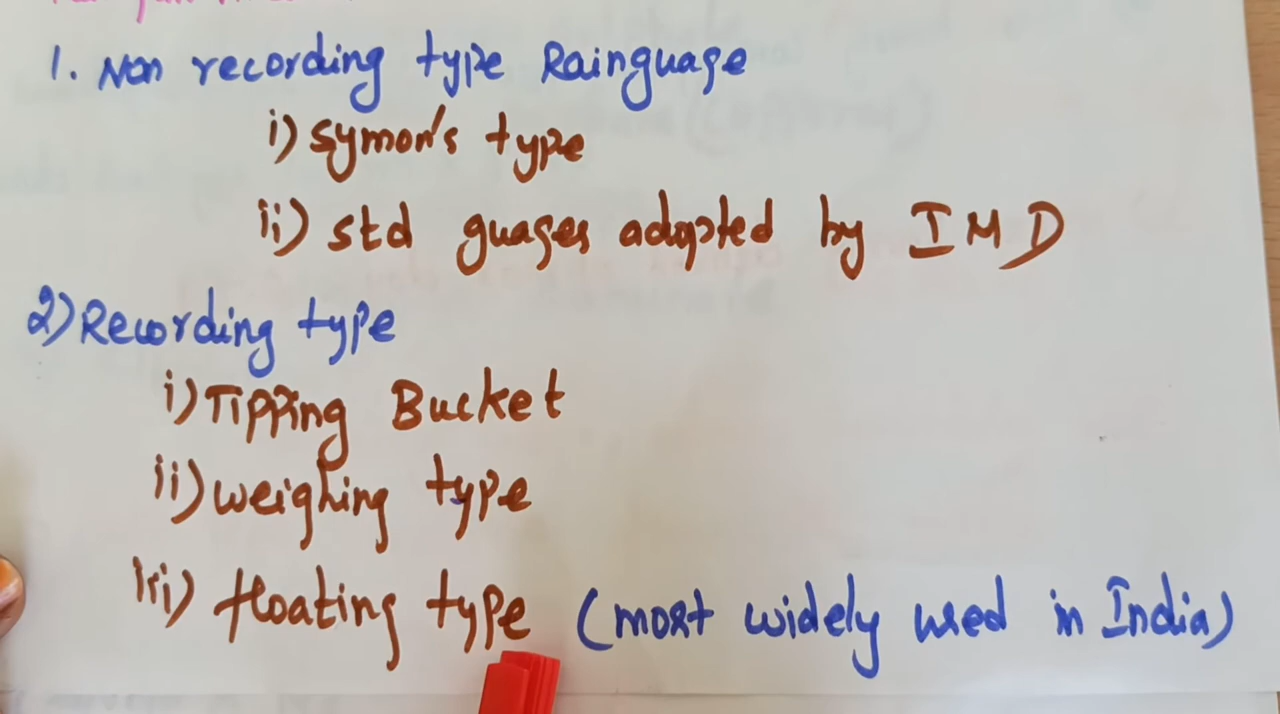 1. Non recording type Rainguage
i) symon's type
ii) std guages adopted by IMD
2) Recording type
i) Tipping Bucket
ii) weighing type
iii) floating type (most widely used in India)